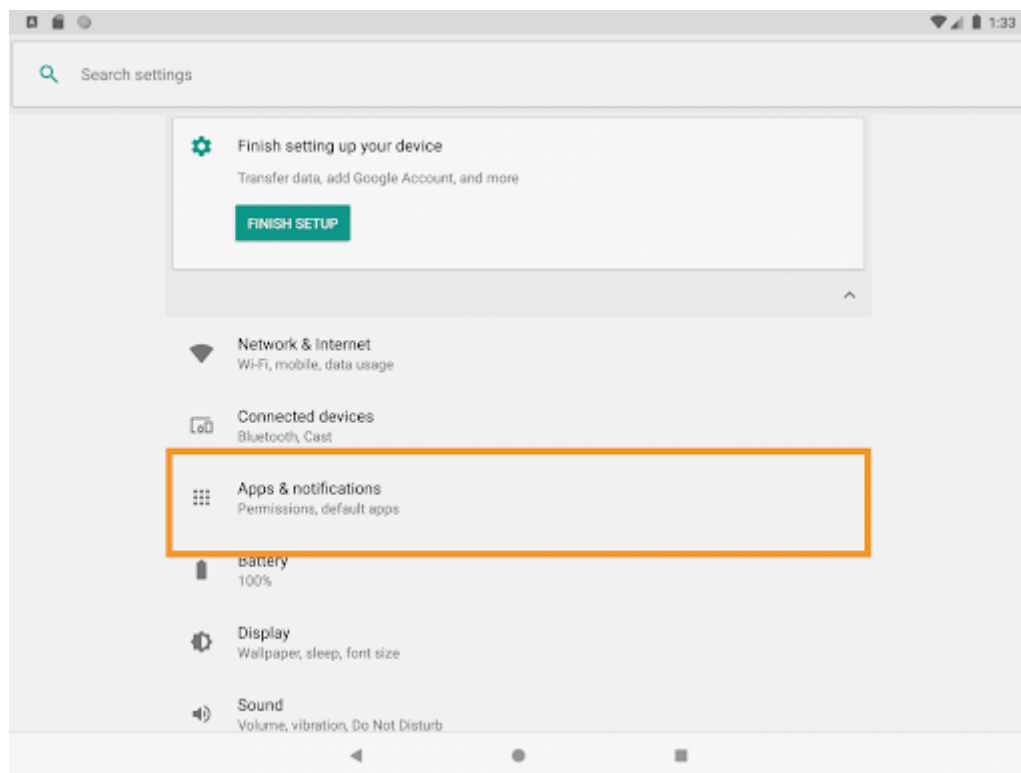 1:33
Search settings
Finish setting up your device
Transfer data, add Google Account, and more
FINISH SETUP
Network & Internet
Wi-Fi, mobile, data usage
Connected devices
Bluetooth, Cast
Apps & notifications
Permissions, default apps
Battery
100%
Display
Wallpaper, sleep, font size
Sound
Volume, vibration, Do Not Disturb